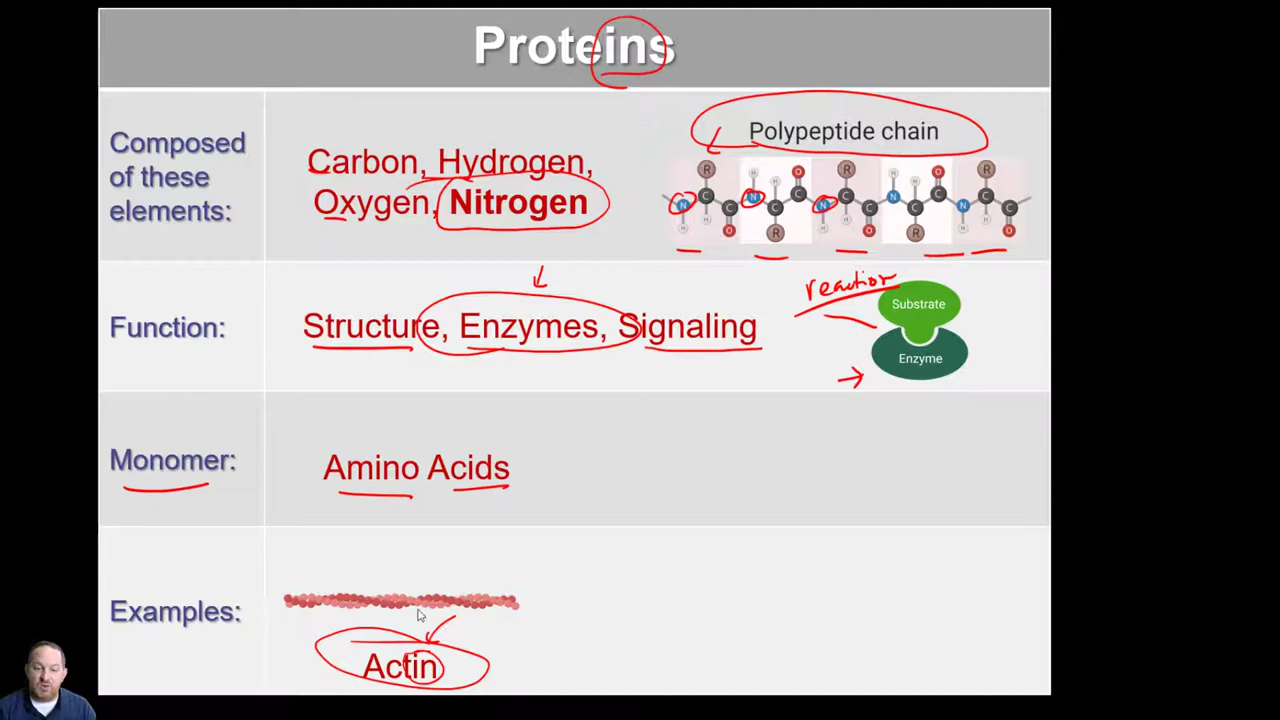 Proteins
Composed
of these
elements:
Carbon, Hydrogen,
Oxygen, Nitrogen
Polypeptide chain
R H O R H O R
N C C N C C N C C N C C N C C
H H R O H H R O H H O
Function:
Structure, Enzymes, Signaling
reaction
Substrate
Enzyme
Monomer:
Amino Acids
Examples:
Actin